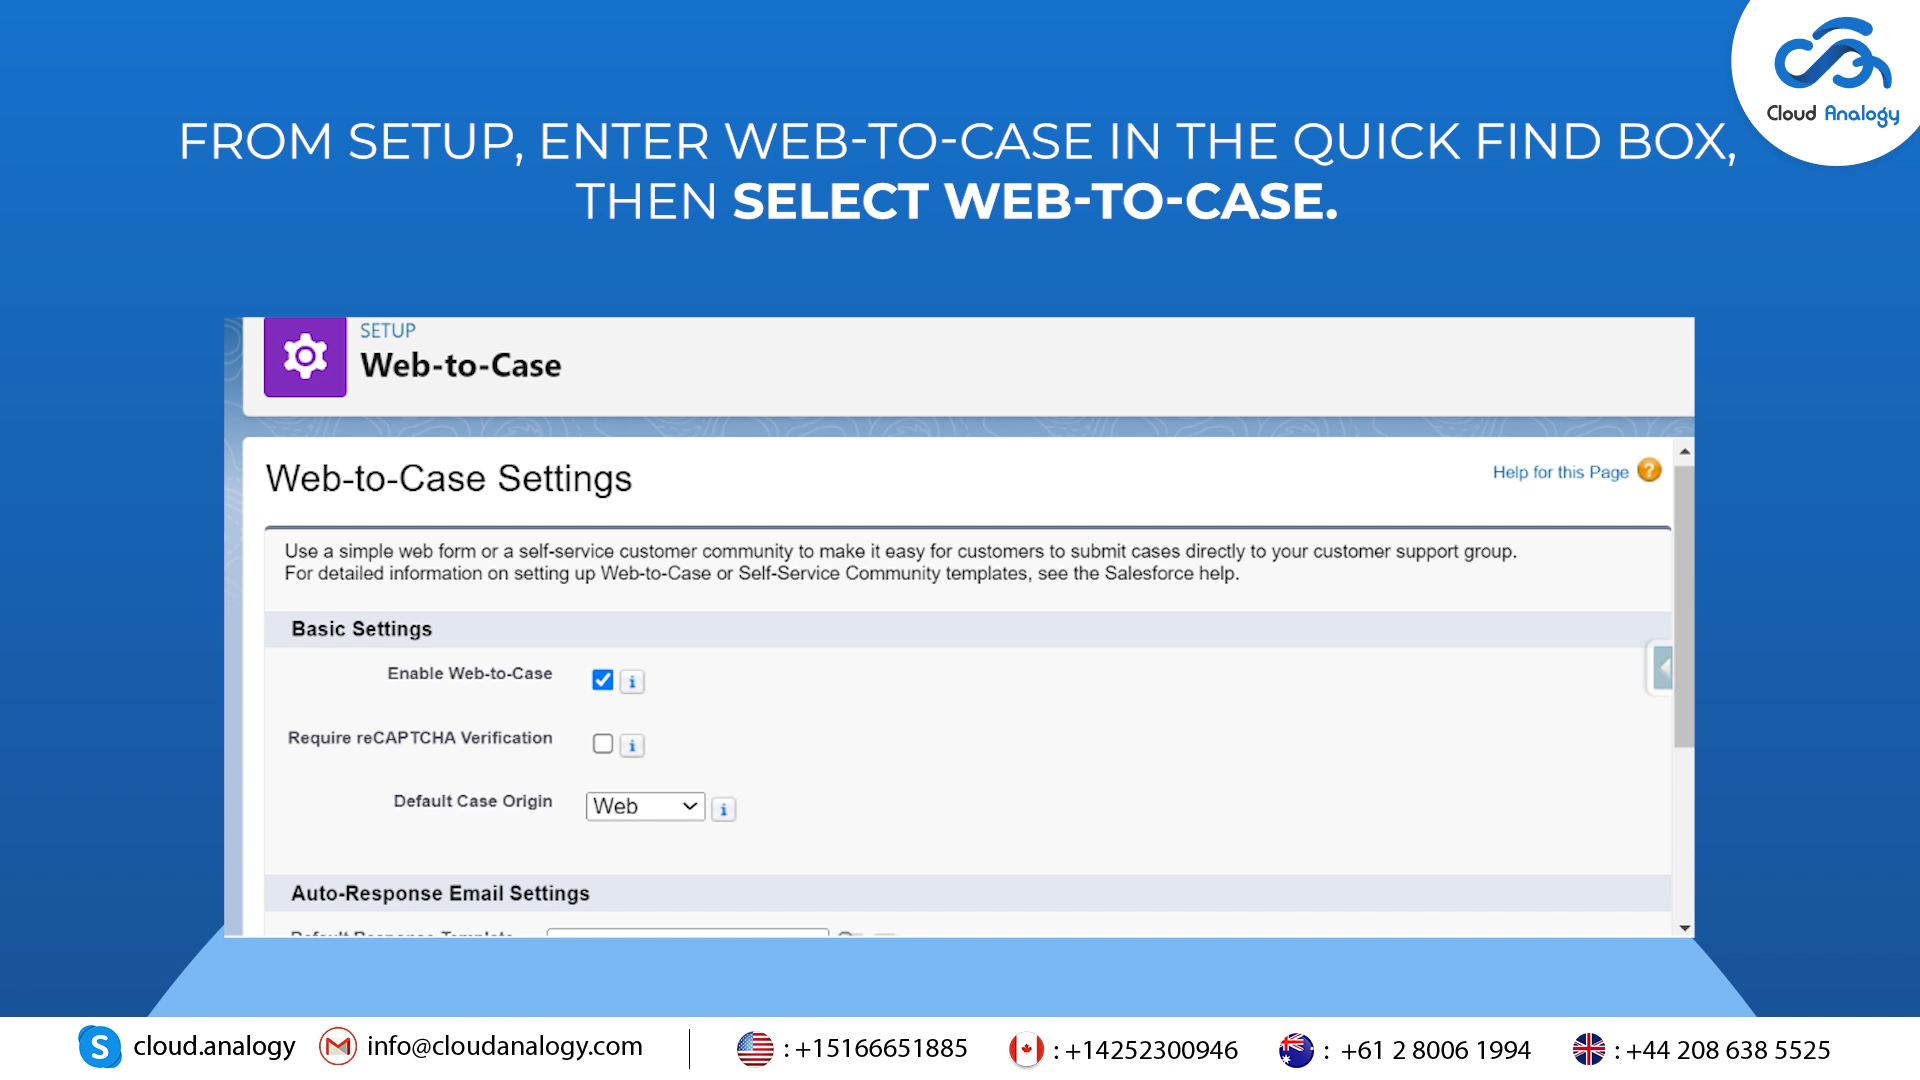 Cloud Analogy
FROM SETUP, ENTER WEB-TO-CASE IN THE QUICK FIND BOX,
THEN SELECT WEB-TO-CASE.
SETUP
Web-to-Case
Web-to-Case Settings
Help for this Page
Use a simple web form or a self-service customer community to make it easy for customers to submit cases directly to your customer support group.
For detailed information on setting up Web-to-Case or Self-Service Community templates, see the Salesforce help.
Basic Settings
Enable Web-to-Case
Require reCAPTCHA Verification
Default Case Origin Web
Auto-Response Email Settings
Default Response Template
cloud.analogy info@cloudanalogy.com : +15166651885 : +14252300946 : +61 2 8006 1994 : +44 208 638 5525